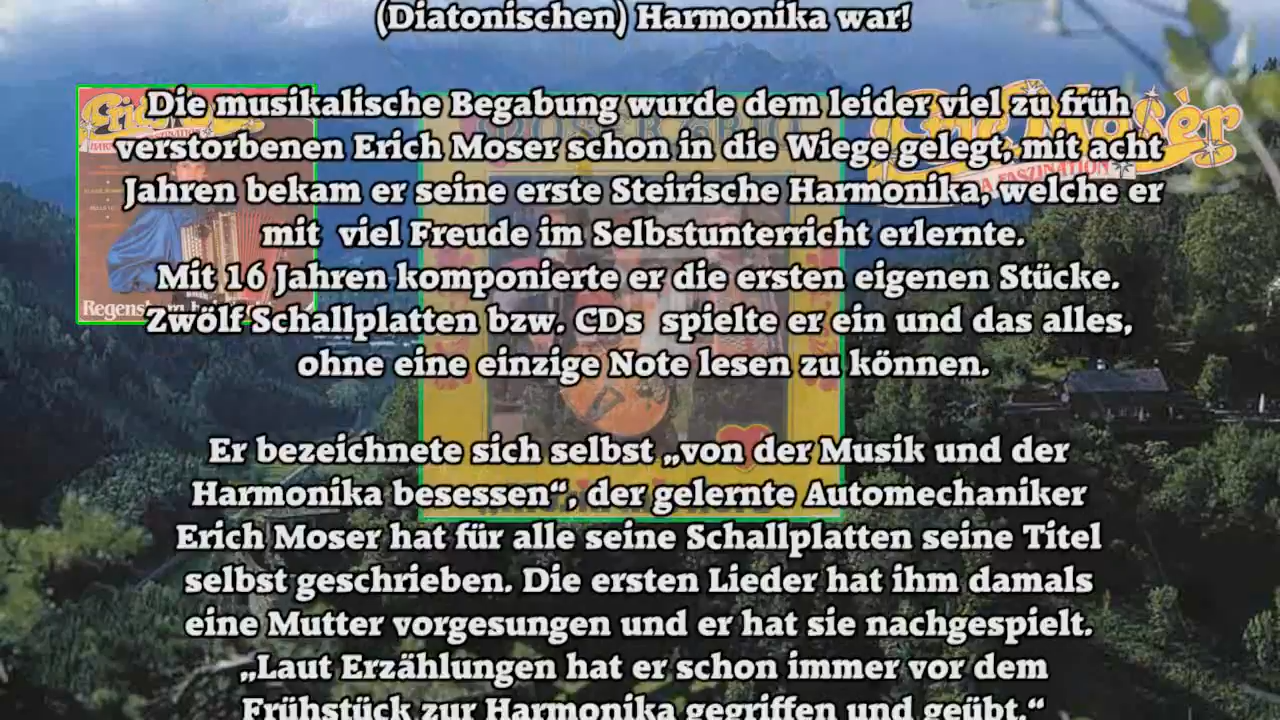 (Diatonischen) Harmonika war!
Die musikalische Begabung wurde dem leider viel zu früh
verstorbenen Erich Moser schon in die Wiege gelegt, mit acht
Jahren bekam er seine erste Steirische Harmonika, welche er
mit viel Freude im Selbstunterricht erlernte.
Mit 16 Jahren komponierte er die ersten eigenen Stücke.
Zwölf Schallplatten bzw. CDs spielte er ein und das alles,
ohne eine einzige Note lesen zu können.
Er bezeichnete sich selbst „von der Musik und der
Harmonika besessen“, der gelernte Automechaniker
Erich Moser hat für alle seine Schallplatten seine Titel
selbst geschrieben. Die ersten Lieder hat ihm damals
eine Mutter vorgesungen und er hat sie nachgespielt.
„Laut Erzählungen hat er schon immer vor dem
Frühstück zur Harmonika gegriffen und geübt.“
Moser
FASZINATION